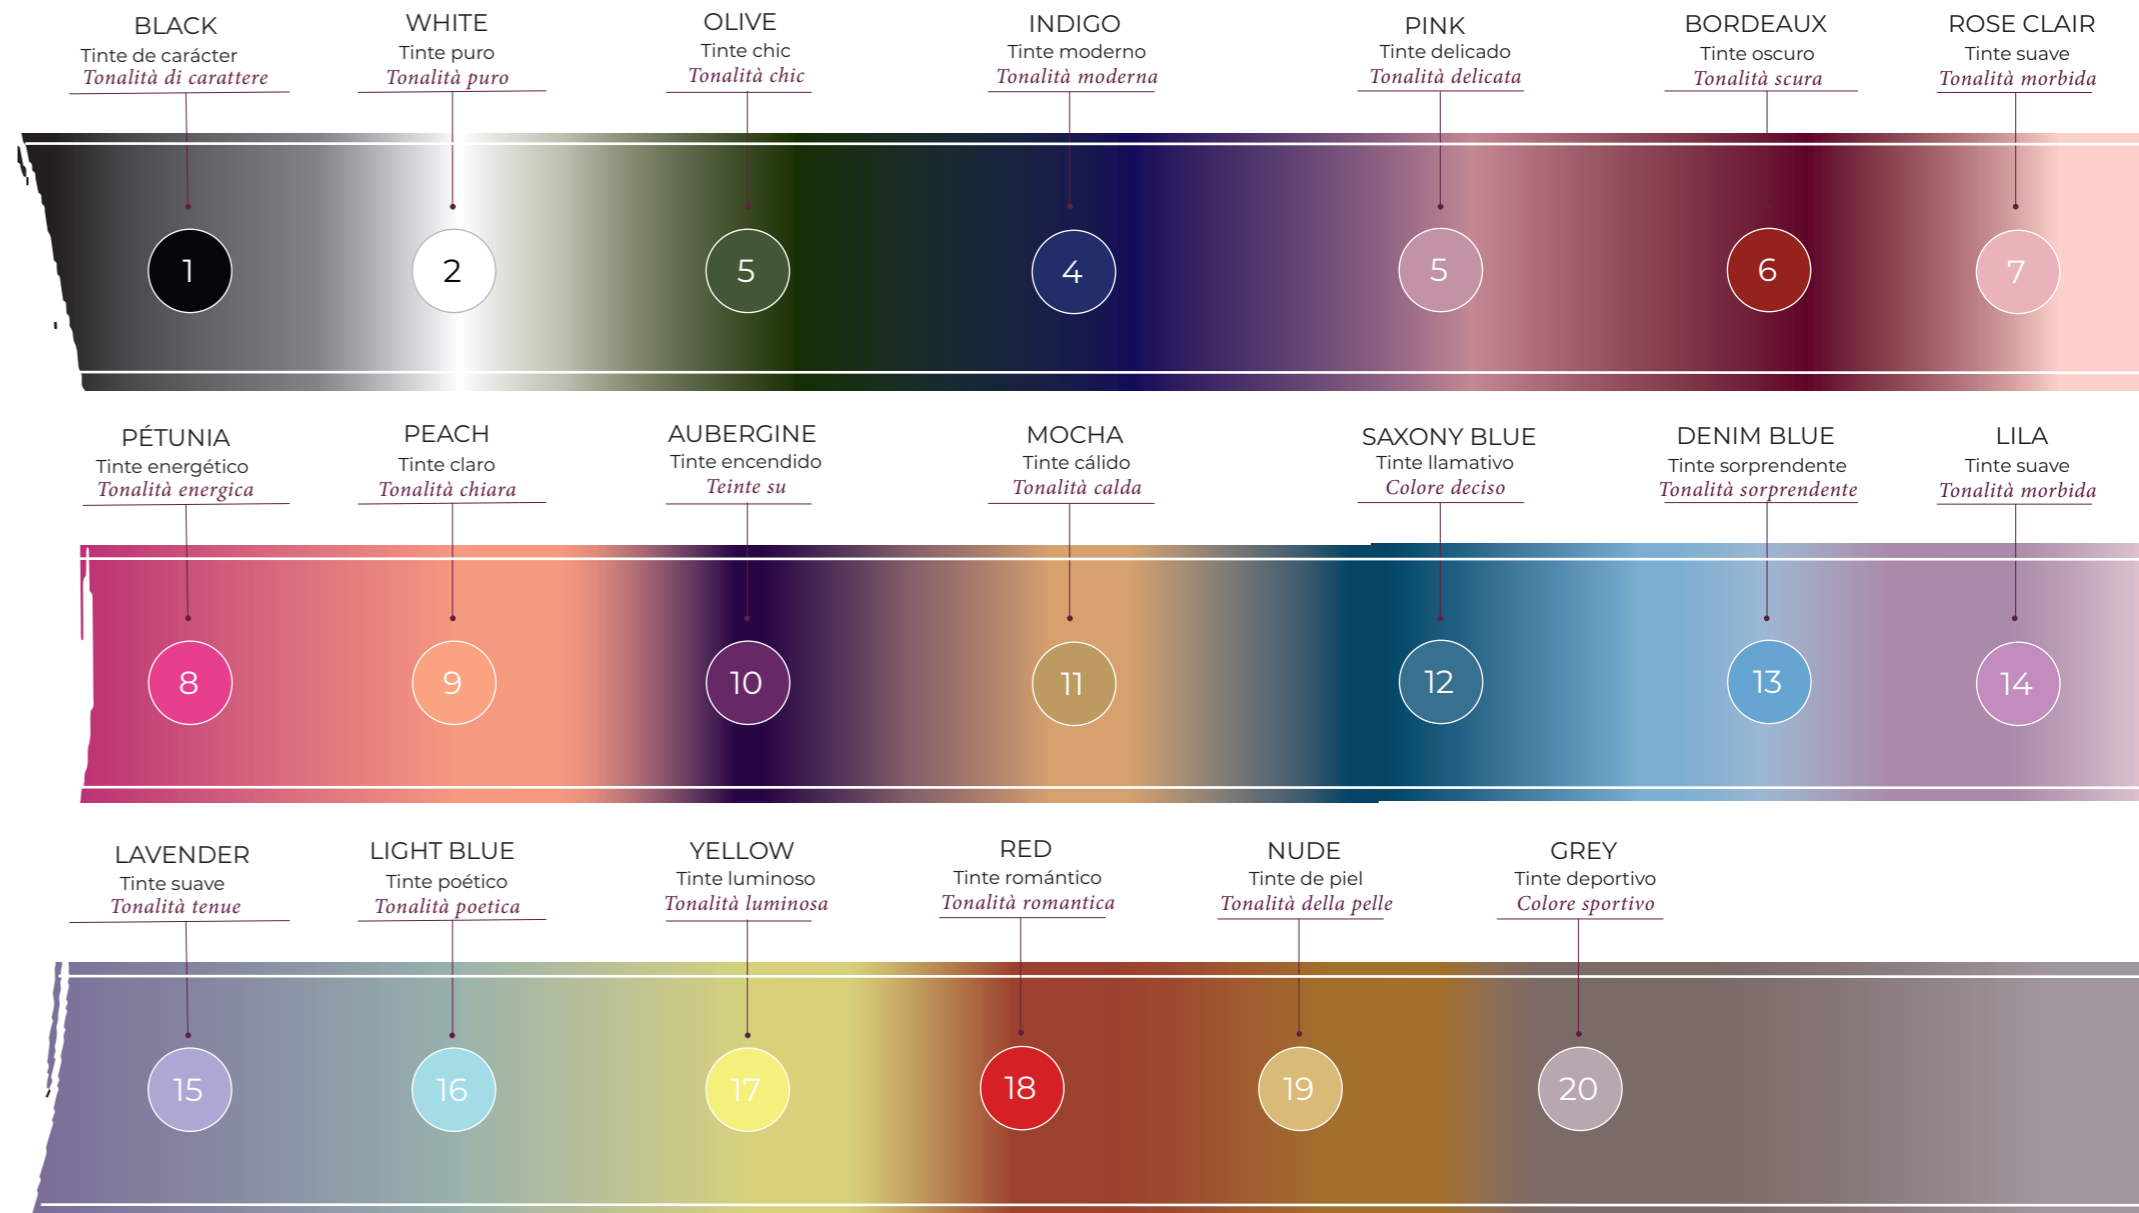 BLACK
Tinte de carácter
Tonalità di carattere
WHITE
Tinte puro
Tonalità puro
OLIVE
Tinte chic
Tonalità chic
INDIGO
Tinte moderno
Tonalità moderna
PINK
Tinte delicado
Tonalità delicata
BORDEAUX
Tinte oscuro
Tonalità scura
ROSE CLAIR
Tinte suave
Tonalità morbida
1
2
5
4
5
6
7
PÉTUNIA
Tinte energético
Tonalità energica
PEACH
Tinte claro
Tonalità chiara
AUBERGINE
Tinte encendido
Teinte su
MOCHA
Tinte cálido
Tonalità calda
SAXONY BLUE
Tinte llamativo
Colore deciso
DENIM BLUE
Tinte sorprendente
Tonalità sorprendente
LILA
Tinte suave
Tonalità morbida
8
9
10
11
12
13
14
LAVENDER
Tinte suave
Tonalità tenue
LIGHT BLUE
Tinte poético
Tonalità poetica
YELLOW
Tinte luminoso
Tonalità luminosa
RED
Tinte romántico
Tonalità romantica
NUDE
Tinte de piel
Tonalità della pelle
GREY
Tinte deportivo
Colore sportivo
15
16
17
18
19
20